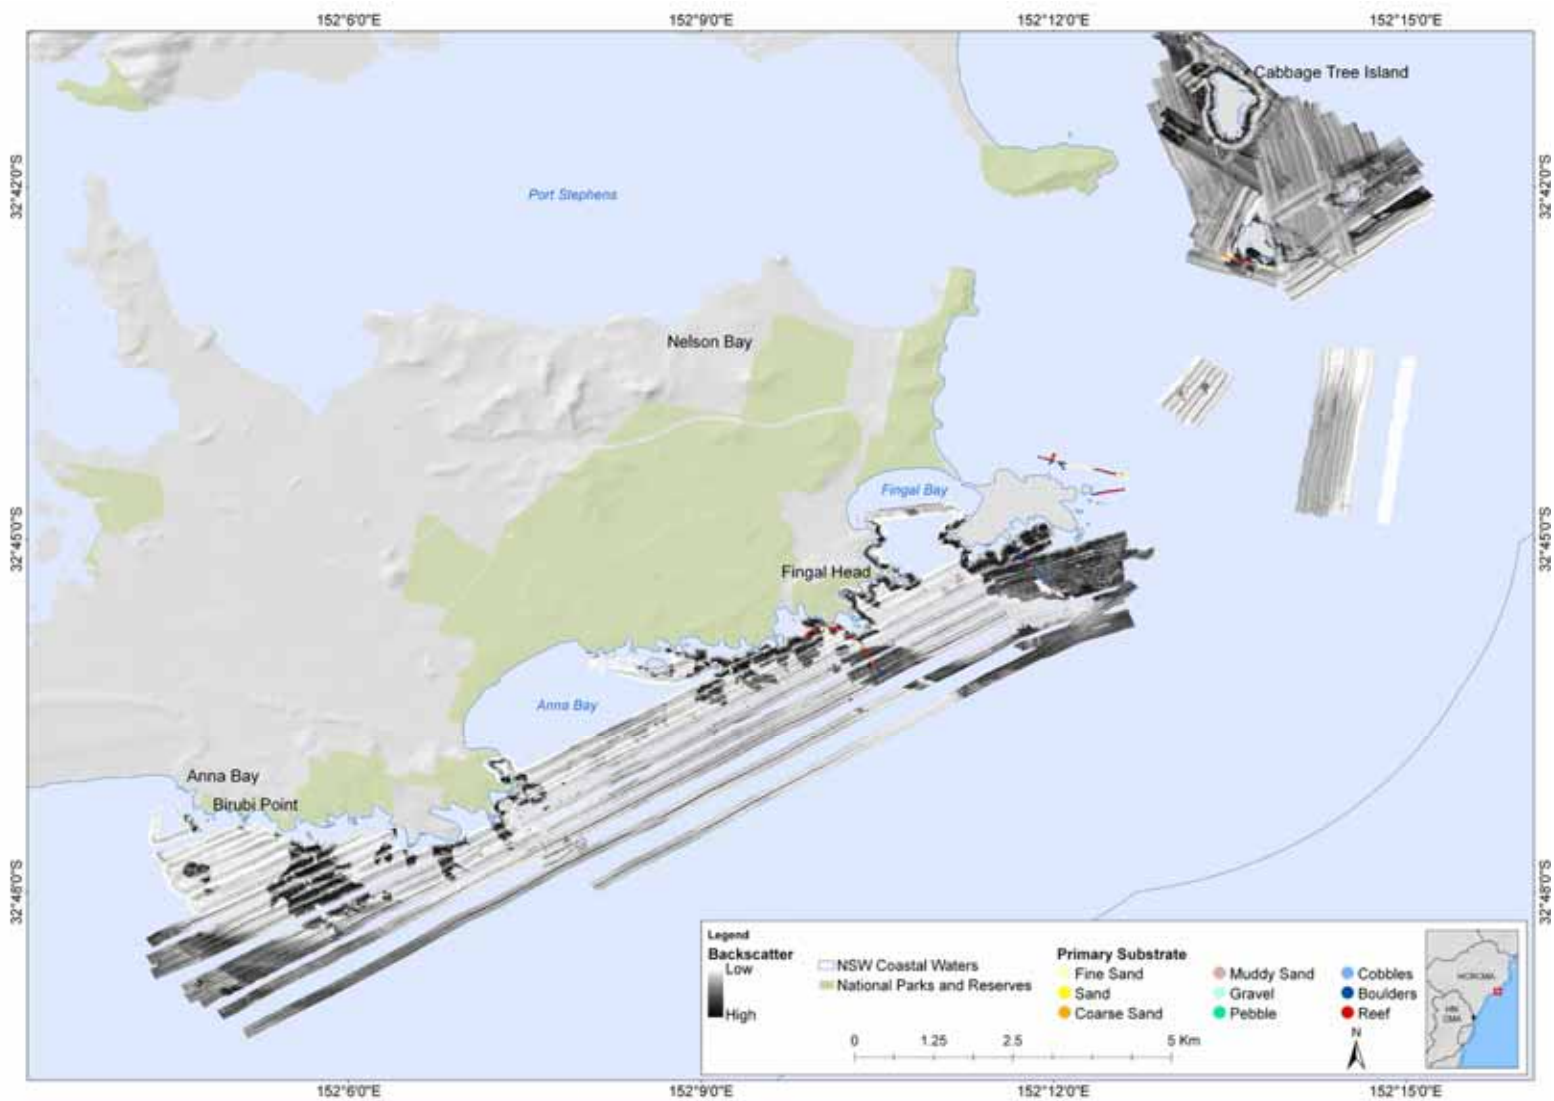 152°6'0"E 152°9'0"E 152°12'0"E 152°15'0"E
Cabbage Tree Island
32°42'0"S 32°42'0"S
Port Stephens
Nelson Bay
Fingal Bay
32°45'0"S 32°45'0"S
Fingal Head
Anna Bay
Anna Bay
Birubi Point
32°48'0"S 32°48'0"S
Legend
Backscatter
Low
High
NSW Coastal Waters
National Parks and Reserves
Primary Substrate
Fine Sand
Sand
Coarse Sand
Muddy Sand
Gravel
Pebble
Cobbles
Boulders
Reef
0 1.25 2.5 5 Km
N
HCRCMA
HN
CMA
152°6'0"E 152°9'0"E 152°12'0"E 152°15'0"E